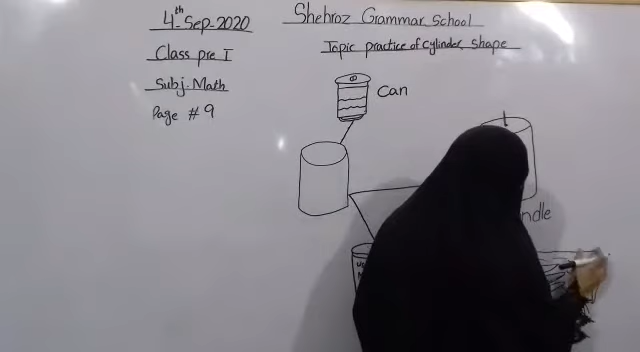 4th Sep-2020
Shehroz Grammar School
Class pre I
Topic practice of cylinder shape
Subj. Math
Page # 9
Can
ndle